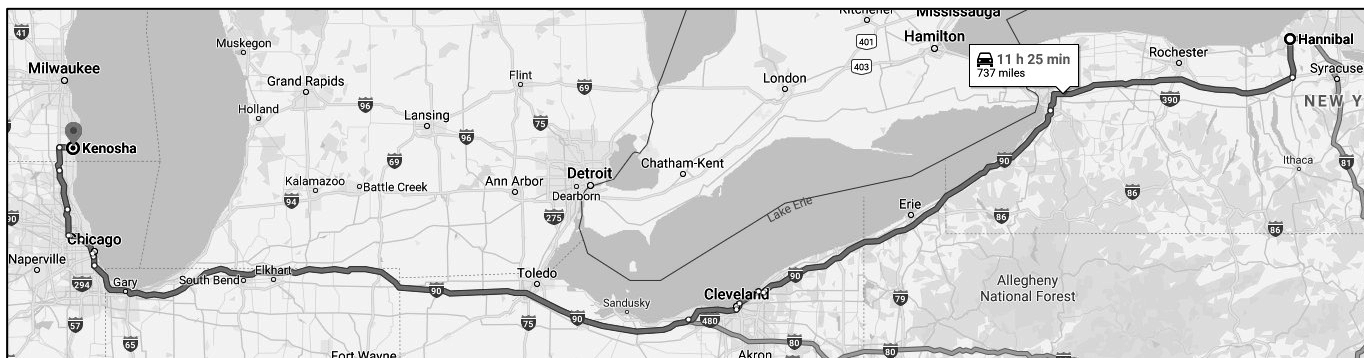 41
Milwaukee
Kenosha
90
Chicago
Naperville
294
Gary
57
65
Muskegon
Grand Rapids
Holland
96
Kalamazoo
94
Battle Creek
South Bend
Elkhart
Lansing
96
69
Flint
75
69
Ann Arbor
Detroit
Dearborn
275
90
Toledo
75
90
Fort Wayne
Sandusky
Cleveland
480
90
80
Akron
80
79
London
Chatham-Kent
Lake Erie
Kitchener
401
403
Mississauga
Hamilton
11 h 25 min
737 miles
Erie
90
86
86
Allegheny
National Forest
Rochester
390
Hannibal
Syracuse
NEW Y
Ithaca
81
86